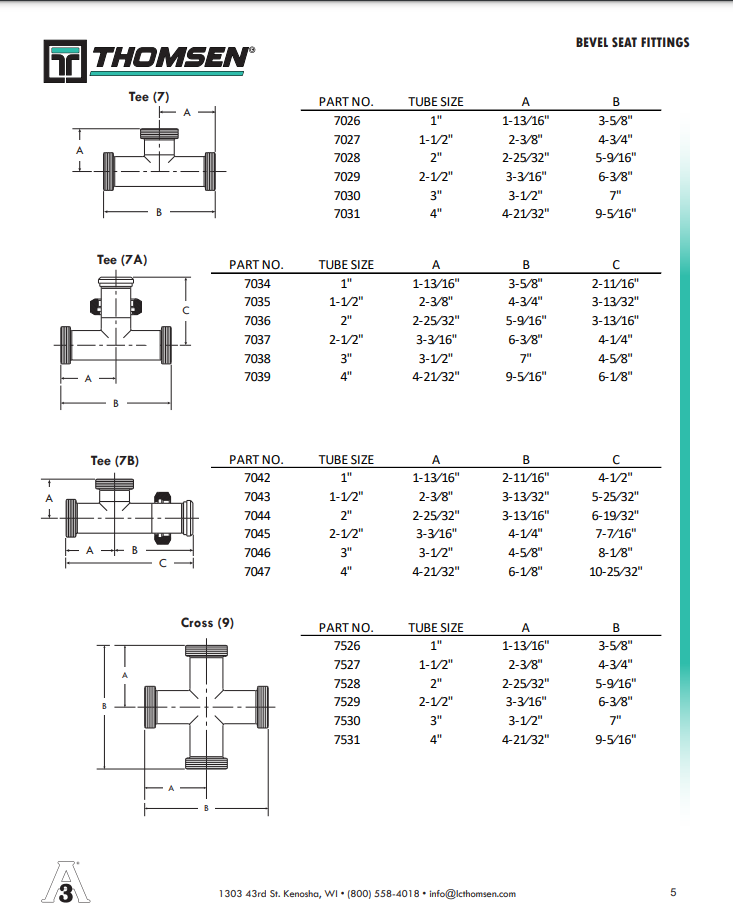 BEVEL SEAT FITTINGS
THOMSEN®
Tee (7)
A
A
B
PART NO. TUBE SIZE A B
7026 1" 1-13/16" 3-5/8"
7027 1-1/2" 2-3/8" 4-3/4"
7028 2" 2-25/32" 5-9/16"
7029 2-1/2" 3-3/16" 6-3/8"
7030 3" 3-1/2" 7"
7031 4" 4-21/32" 9-5/16"
Tee (7A)
C
A
B
PART NO. TUBE SIZE A B C
7034 1" 1-13/16" 3-5/8" 2-11/16"
7035 1-1/2" 2-3/8" 4-3/4" 3-13/32"
7036 2" 2-25/32" 5-9/16" 3-13/16"
7037 2-1/2" 3-3/16" 6-3/8" 4-1/4"
7038 3" 3-1/2" 7" 4-5/8"
7039 4" 4-21/32" 9-5/16" 6-1/8"
Tee (7B)
A
A B
C
PART NO. TUBE SIZE A B C
7042 1" 1-13/16" 2-11/16" 4-1/2"
7043 1-1/2" 2-3/8" 3-13/32" 5-25/32"
7044 2" 2-25/32" 3-13/16" 6-19/32"
7045 2-1/2" 3-3/16" 4-1/4" 7-7/16"
7046 3" 3-1/2" 4-5/8" 8-1/8"
7047 4" 4-21/32" 6-1/8" 10-25/32"
Cross (9)
A
B
A
B
PART NO. TUBE SIZE A B
7526 1" 1-13/16" 3-5/8"
7527 1-1/2" 2-3/8" 4-3/4"
7528 2" 2-25/32" 5-9/16"
7529 2-1/2" 3-3/16" 6-3/8"
7530 3" 3-1/2" 7"
7531 4" 4-21/32" 9-5/16"
A
3
1303 43rd St. Kenosha, WI • (800) 558-4018 • info@lcthomsen.com
5